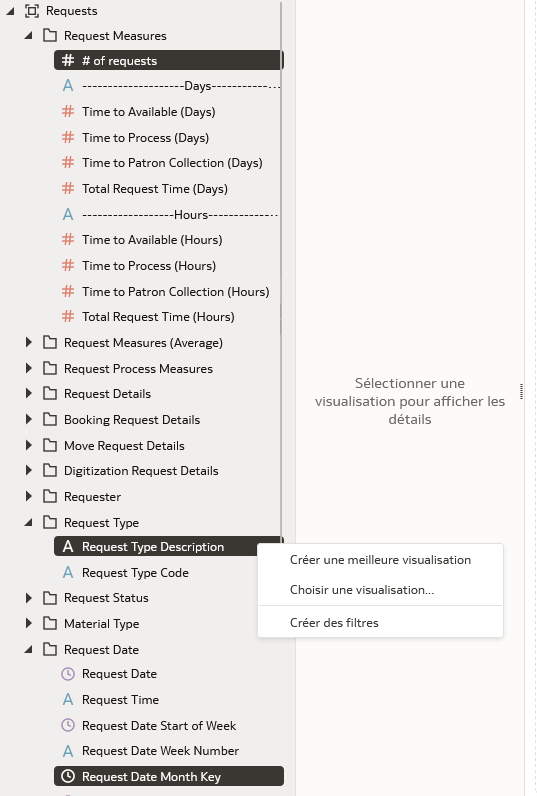 Requests
Request Measures
# of requests
--------------------Days-----------...
Time to Available (Days)
Time to Process (Days)
Time to Patron Collection (Days)
Total Request Time (Days)
------------------Hours-------------..
Time to Available (Hours)
Time to Process (Hours)
Time to Patron Collection (Hours)
Total Request Time (Hours)
Request Measures (Average)
Request Process Measures
Request Details
Booking Request Details
Move Request Details
Digitization Request Details
Requester
Request Type
Request Type Description
Request Type Code
Request Status
Material Type
Request Date
Request Date
Request Time
Request Date Start of Week
Request Date Week Number
Request Date Month Key
Sélectionner une
visualisation pour afficher les
détails
Créer une meilleure visualisation
Choisir une visualisation...
Créer des filtres